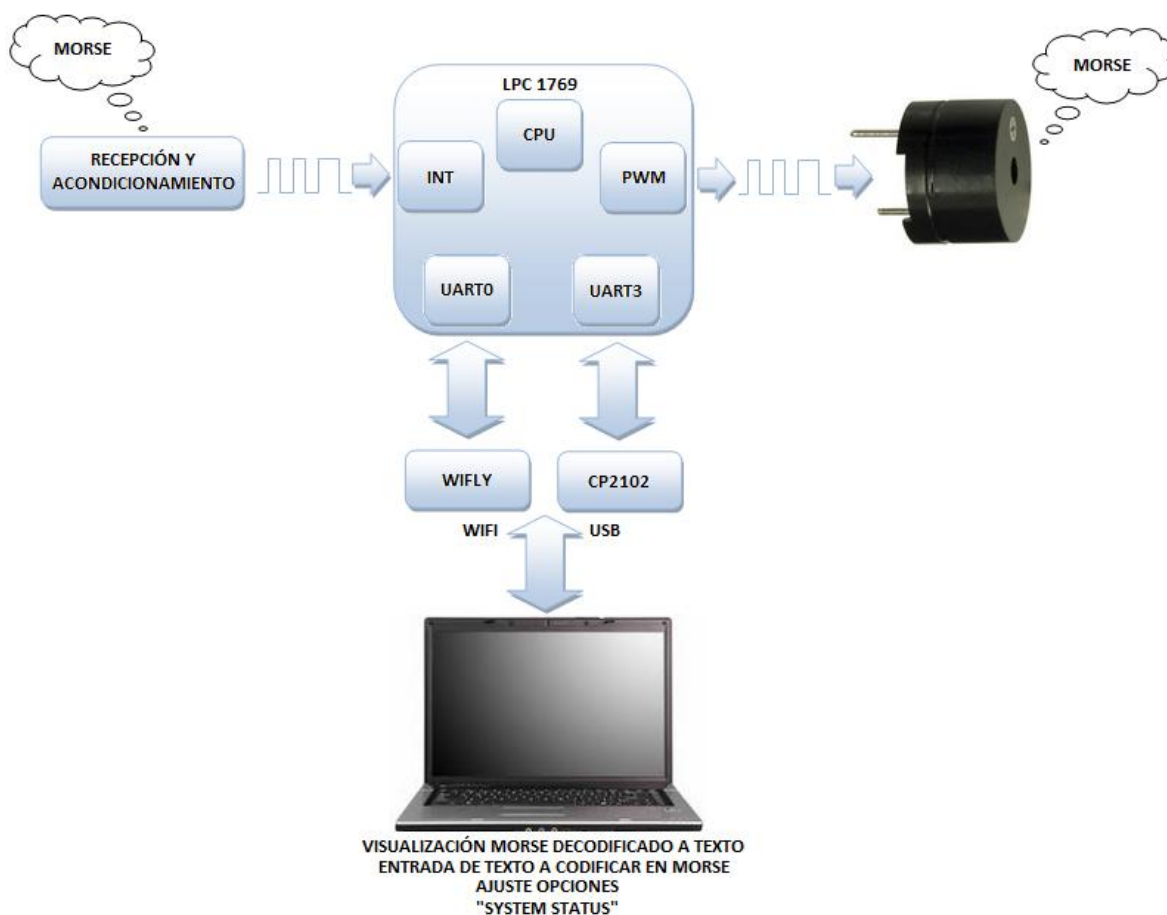 MORSE
MORSE
LPC 1769
CPU
RECEPCIÓN Y
ACONDICIONAMIENTO
INT
PWM
UART0
UART3
WIFLY
CP2102
WIFI
USB
VISUALIZACIÓN MORSE DECODIFICADO A TEXTO
ENTRADA DE TEXTO A CODIFICAR EN MORSE
AJUSTE OPCIONES
"SYSTEM STATUS"